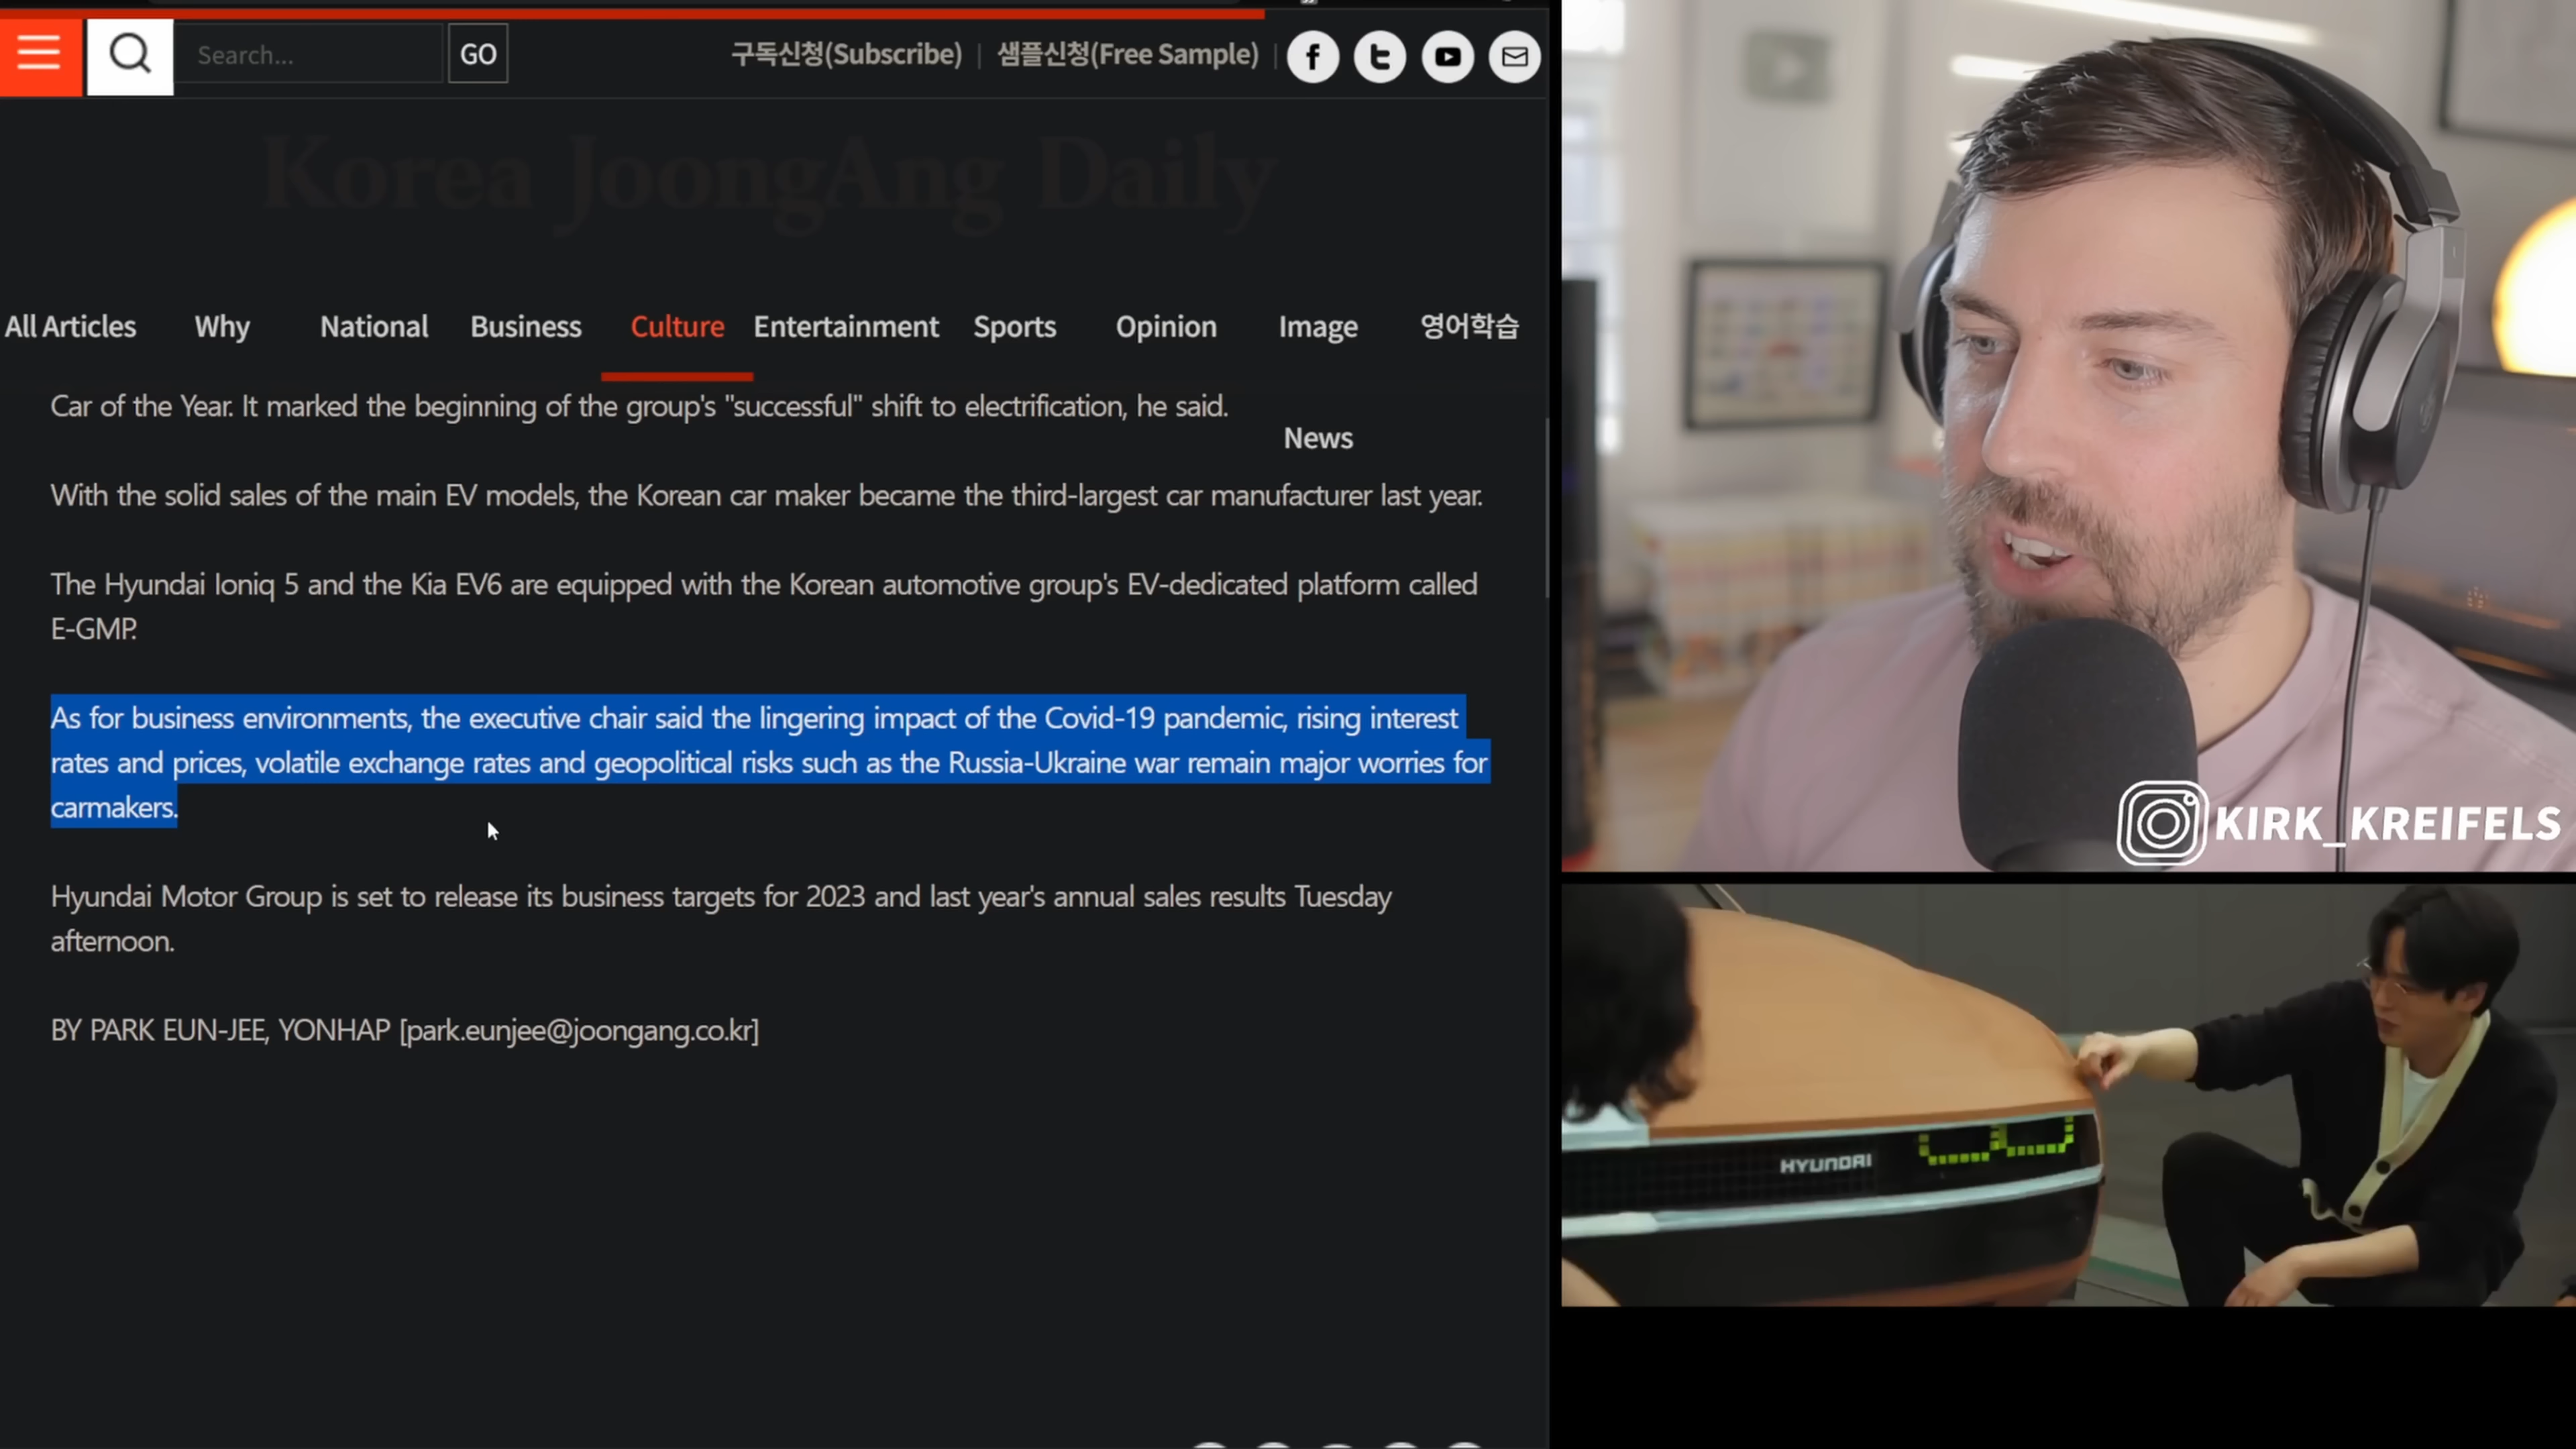 Search...
GO
구독신청(Subscribe) | 샘플신청(Free Sample) |
Korea JoongAng Daily
All Articles Why National Business Culture Entertainment Sports Opinion Image 영어학습
News
Car of the Year. It marked the beginning of the group's "successful" shift to electrification, he said.
With the solid sales of the main EV models, the Korean car maker became the third-largest car manufacturer last year.
The Hyundai Ioniq 5 and the Kia EV6 are equipped with the Korean automotive group's EV-dedicated platform called
E-GMP.
As for business environments, the executive chair said the lingering impact of the Covid-19 pandemic, rising interest
rates and prices, volatile exchange rates and geopolitical risks such as the Russia-Ukraine war remain major worries for
carmakers.
Hyundai Motor Group is set to release its business targets for 2023 and last year's annual sales results Tuesday
afternoon.
BY PARK EUN-JEE, YONHAP [park.eunjee@joongang.co.kr]
KIRK_KREIFELS
HYUNDAI